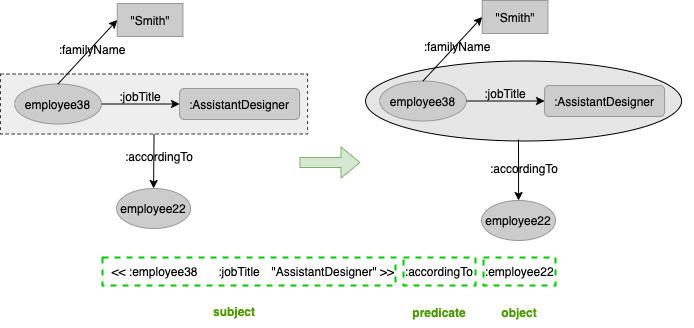 "Smith"
:familyName
employee38
:jobTitle
:AssistantDesigner
:accordingTo
employee22
"Smith"
:familyName
employee38
:jobTitle
:AssistantDesigner
:accordingTo
employee22
<< :employee38 :jobTitle "AssistantDesigner" >> :accordingTo :employee22
subject predicate object